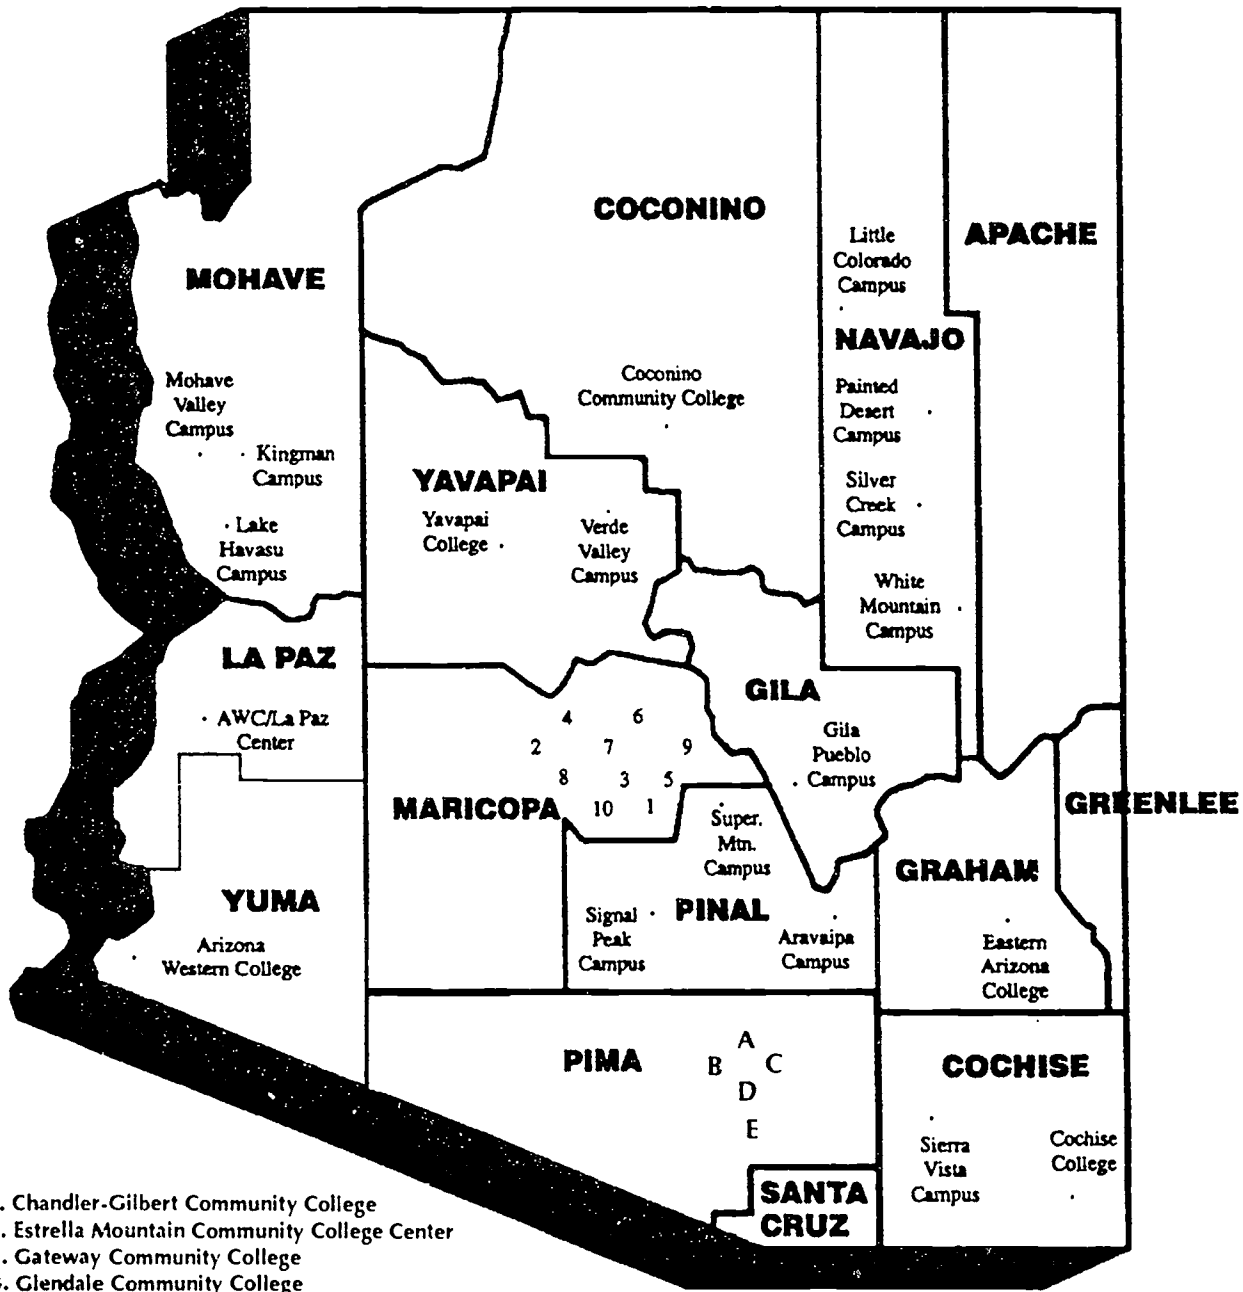 COCONINO
APACHE
Little
Colorado
Campus
MOHAVE
NAVAJO
Mohave
Valley
Campus
Coconino
Community College
Painted
Desert
Campus
Kingman
Campus
YAVAPAI
Silver
Creek
Campus
Yavapai
College
Verde
Valley
Campus
Lake
Havasu
Campus
White
Mountain
Campus
LA PAZ
GILA
AWC/La Paz
Center
4 6
2 7 9
8 3 5
10 1
Gila
Pueblo
Campus
MARICOPA
GREENLEE
Super.
Mtn.
Campus
GRAHAM
YUMA
Signal
Peak
Campus
PINAL
Aravaipa
Campus
Arizona
Western College
Eastern
Arizona
College
PIMA
A
B C
D
E
COCHISE
Sierra
Vista
Campus
Cochise
College
SANTA
CRUZ
. Chandler-Gilbert Community College
. Estrella Mountain Community College Center
. Gateway Community College
. Glendale Community College